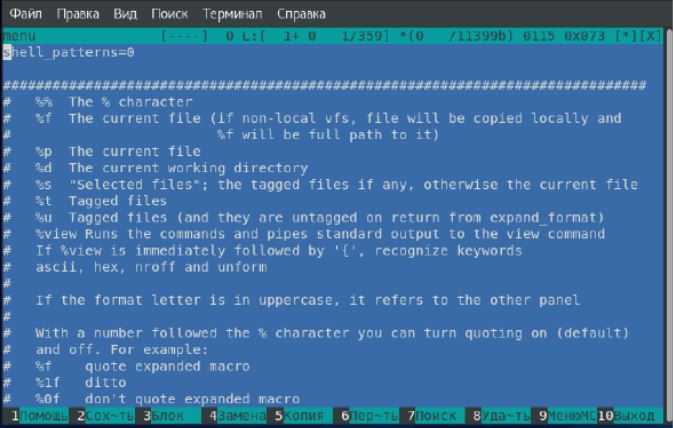 Файл Правка Вид Поиск Терминал Справка
menu [----] 0 L:[ 1+ 0 1/359] *(0 /11399b) 0115 0x073 [*][X]
shell_patterns=0
###############################################################################
# %% The % character
# %f The current file (if non-local vfs, file will be copied locally and
# %f will be full path to it)
# %p The current file
# %d The current working directory
# %s "Selected files"; the tagged files if any, otherwise the current file
# %t Tagged files
# %u Tagged files (and they are untagged on return from expand_format)
# %view Runs the commands and pipes standard output to the view command
# If %view is immediately followed by '{', recognize keywords
# ascii, hex, nroff and unform
#
# If the format letter is in uppercase, it refers to the other panel
#
# With a number followed the % character you can turn quoting on (default)
# and off. For example:
# %f quote expanded macro
# %1f ditto
# %0f don't quote expanded macro
1Помощь 2Сох~ть 3Блок 4Замена 5Копия 6Пер~ть 7Поиск 8Уда~ть 9МенюMC 10Выход